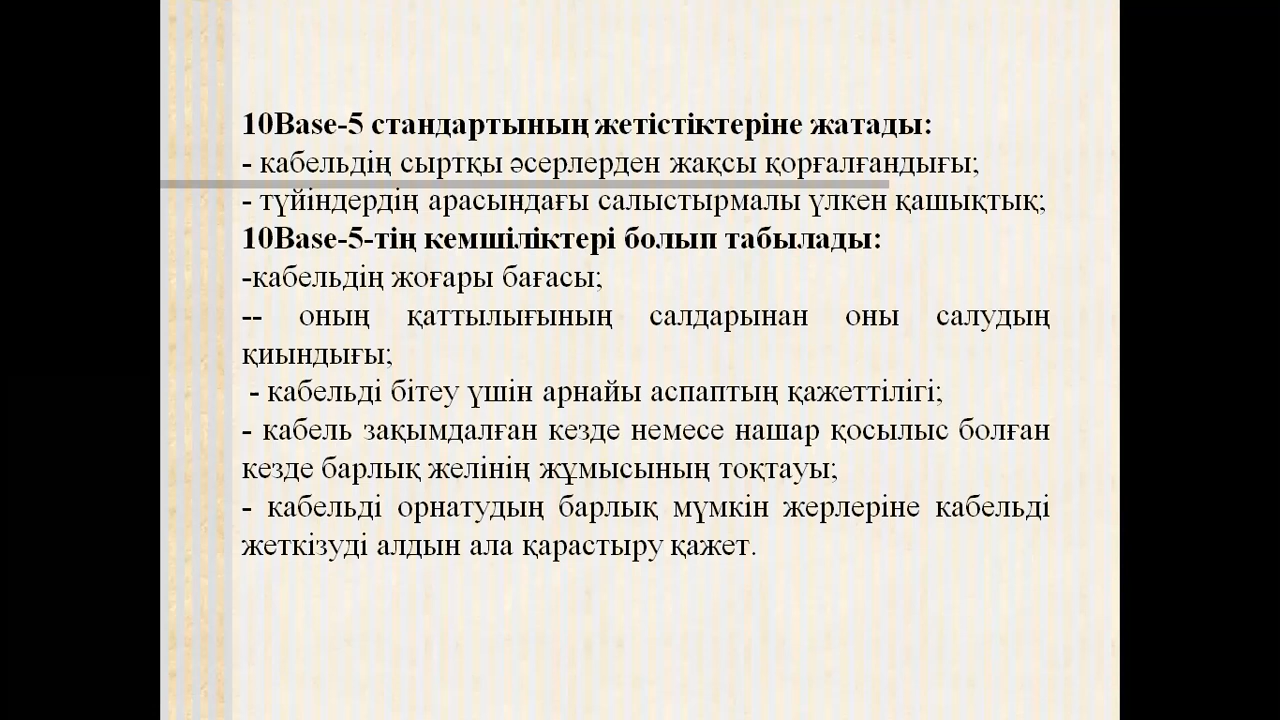 10Base-5 стандартының жетістіктеріне жатады:
- кабельдің сыртқы әсерлерден жақсы қорғалғандығы;
- түйіндердің арасындағы салыстырмалы үлкен қашықтық;
10Base-5-тің кемшіліктері болып табылады:
-кабельдің жоғары бағасы;
-- оның қаттылығының салдарынан оны салудың
қиындығы;
- кабельді бітеу үшін арнайы аспаптың қажеттілігі;
- кабель зақымдалған кезде немесе нашар қосылыс болған
кезде барлық желінің жұмысының тоқтауы;
- кабельді орнатудың барлық мүмкін жерлеріне кабельді
жеткізуді алдын ала қарастыру қажет.